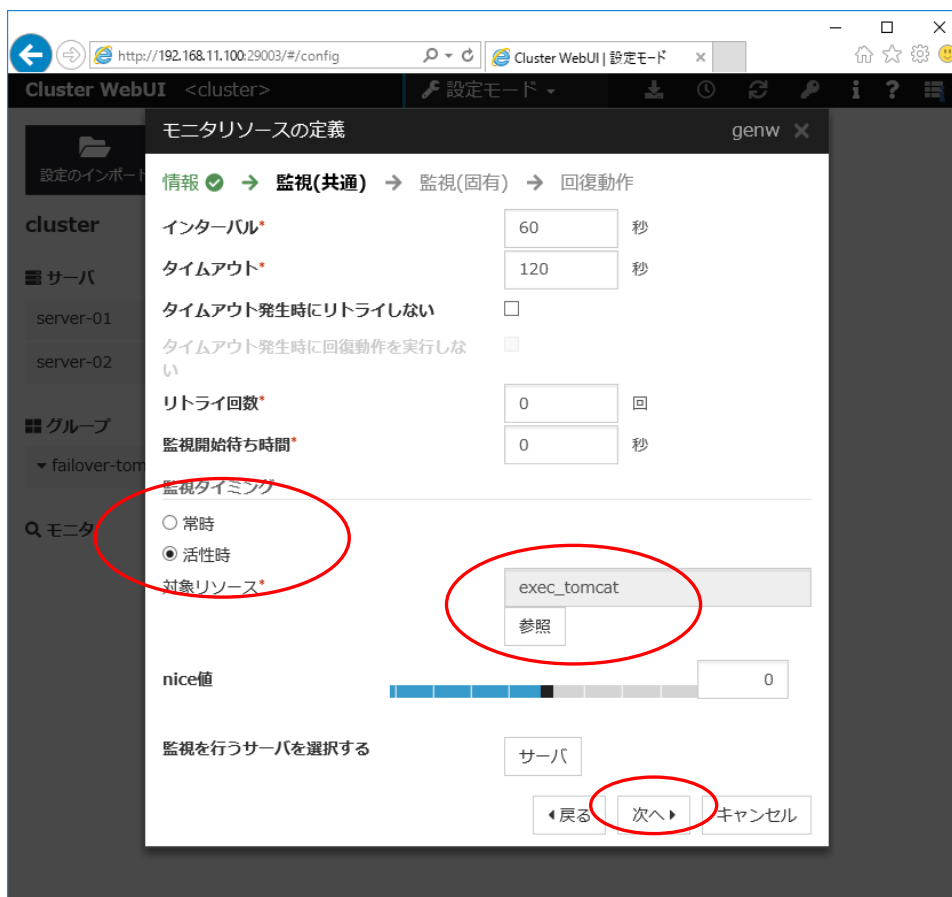 http://192.168.11.100:29003/#/config
Cluster WebUI | 設定モード
Cluster WebUI <cluster> 設定モード
設定のインポート
cluster
サーバ
server-01
server-02
グループ
failover-tom
モニタ
モニタリソースの定義 genw
情報 監視(共通) 監視(固有) 回復動作
インターバル* 60 秒
タイムアウト* 120 秒
タイムアウト発生時にリトライしない
タイムアウト発生時に回復動作を実行しな
い
リトライ回数* 0 回
監視開始待ち時間* 0 秒
監視タイミング
常時
活性時
対象リソース* exec_tomcat
参照
nice値 0
監視を行うサーバを選択する サーバ
戻る 次へ キャンセル